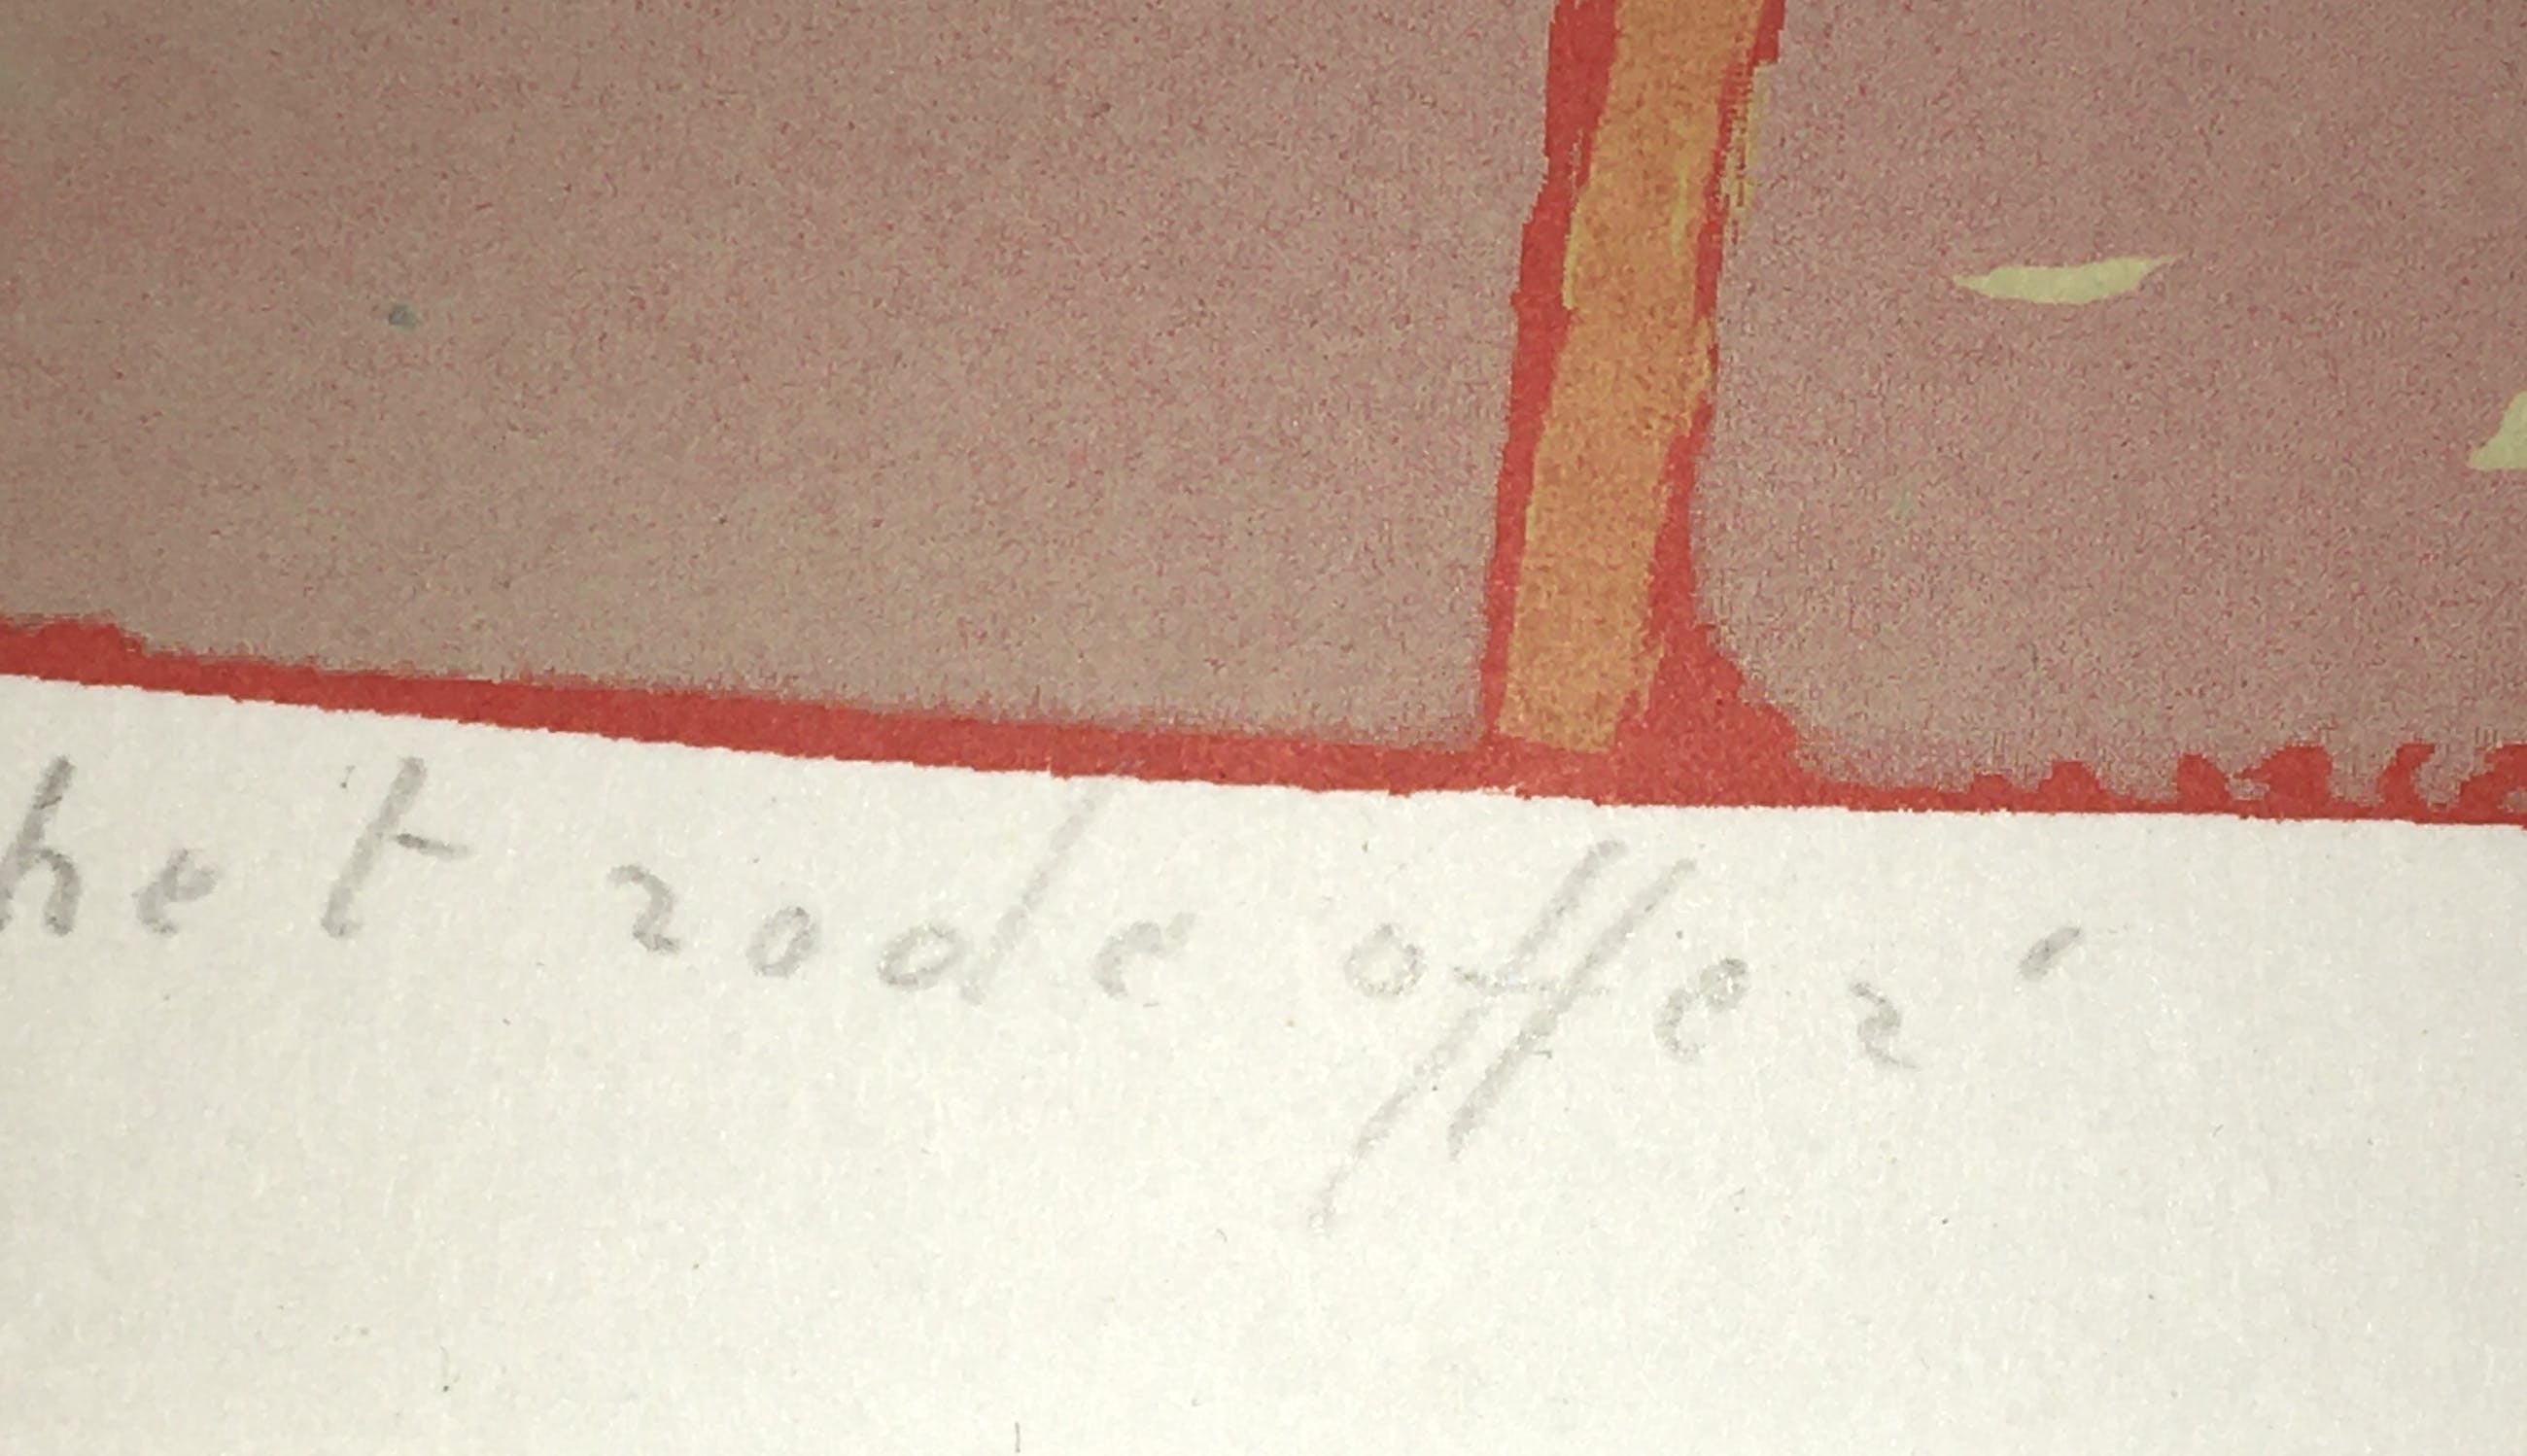 het rode offer'